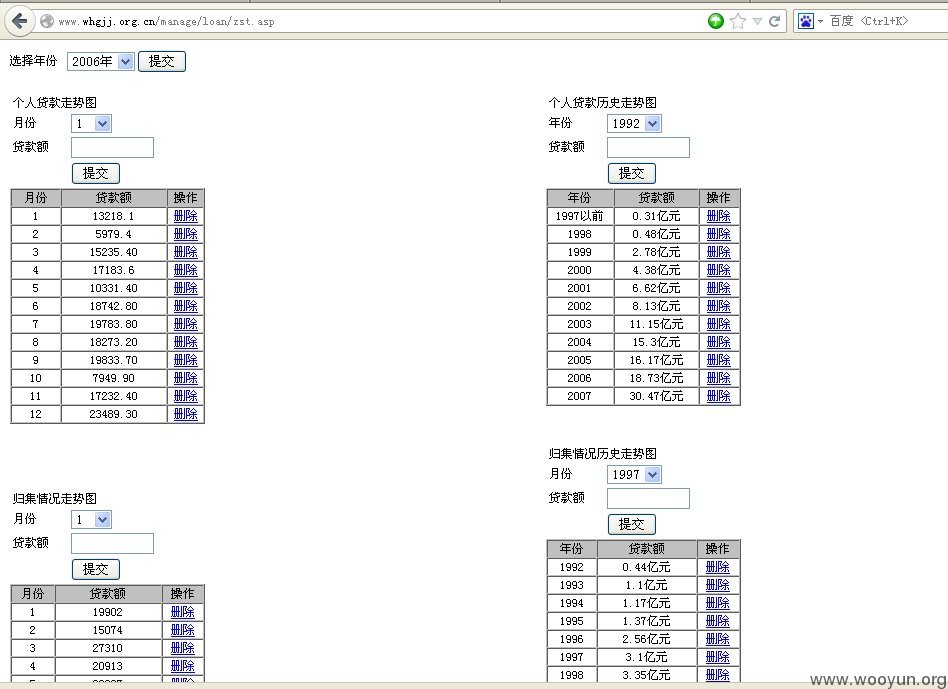 www.whgjj.org.cn/manage/loan/zst.asp
百度 <Ctrl+K>
选择年份 2006年 提交
个人贷款走势图
月份 1
贷款额
提交
月份 贷款额 操作
1 13218.1 删除
2 5979.4 删除
3 15235.40 删除
4 17183.6 删除
5 10331.40 删除
6 18742.80 删除
7 19783.80 删除
8 18273.20 删除
9 19833.70 删除
10 7949.90 删除
11 17232.40 删除
12 23489.30 删除
归集情况走势图
月份 1
贷款额
提交
月份 贷款额 操作
1 19902 删除
2 15074 删除
3 27310 删除
4 20913 删除
个人贷款历史走势图
年份 1992
贷款额
提交
年份 贷款额 操作
1997以前 0.31亿元 删除
1998 0.48亿元 删除
1999 2.78亿元 删除
2000 4.38亿元 删除
2001 6.62亿元 删除
2002 8.13亿元 删除
2003 11.15亿元 删除
2004 15.3亿元 删除
2005 16.17亿元 删除
2006 18.73亿元 删除
2007 30.47亿元 删除
归集情况历史走势图
月份 1997
贷款额
提交
年份 贷款额 操作
1992 0.44亿元 删除
1993 1.1亿元 删除
1994 1.17亿元 删除
1995 1.37亿元 删除
1996 2.56亿元 删除
1997 3.1亿元 删除
1998 3.35亿元 删除
www.wooyun.org